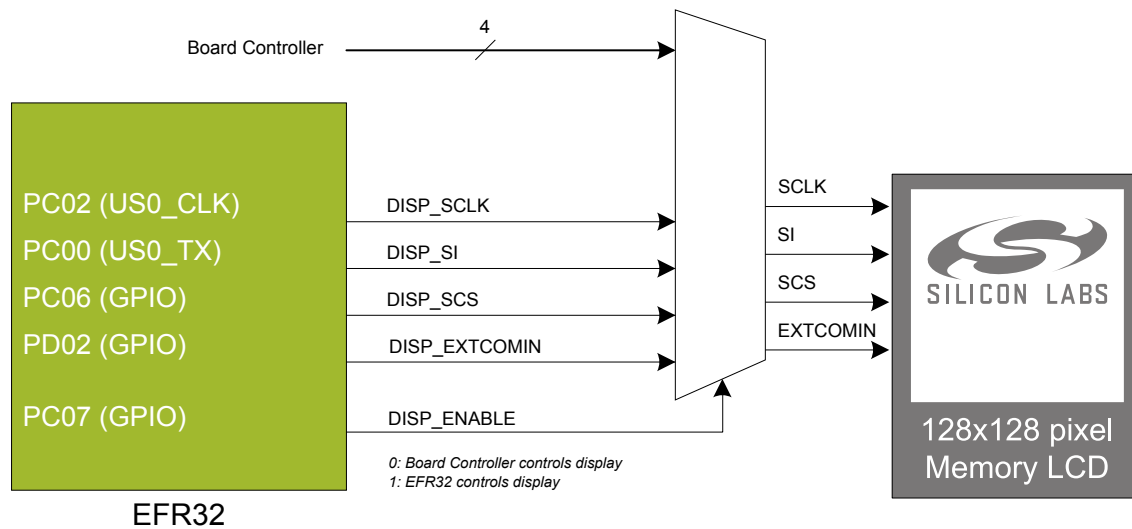 4
Board Controller
PC02 (US0_CLK)
PC00 (US0_TX)
PC06 (GPIO)
PD02 (GPIO)
PC07 (GPIO)
DISP_SCLK
DISP_SI
DISP_SCS
DISP_EXTCOMIN
DISP_ENABLE
0: Board Controller controls display
1: EFR32 controls display
EFR32
SCLK
SI
SCS
EXTCOMIN
SILICON LABS
128x128 pixel
Memory LCD